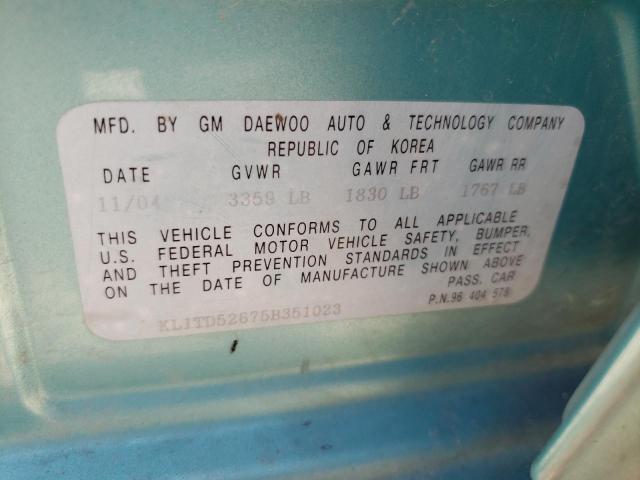 MFD. BY GM DAEWOO AUTO & TECHNOLOGY COMPANY
REPUBLIC OF KOREA
DATE GVWR GAWR FRT GAWR RR
11/04 3359 LB 1830 LB 1767 LB
THIS VEHICLE CONFORMS TO ALL APPLICABLE
U.S. FEDERAL MOTOR VEHICLE SAFETY, BUMPER,
AND THEFT PREVENTION STANDARDS IN EFFECT
ON THE DATE OF MANUFACTURE SHOWN ABOVE
PASS. CAR
KL1TD52675B351023 P.N.96 404 578